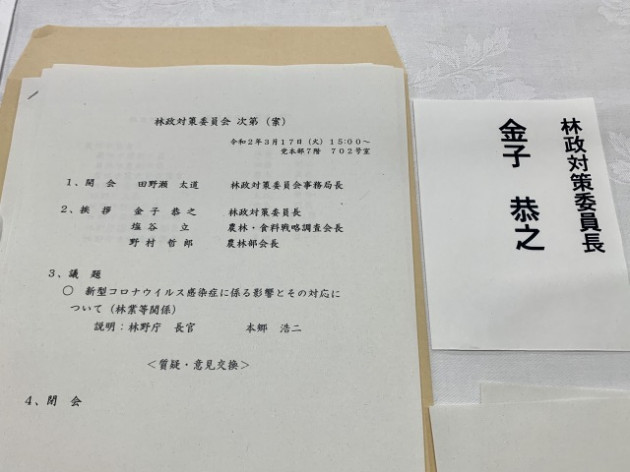 林政対策委員会 次第（案）
令和2年3月17日（火）15:00～
党本部7階 702号室
1、開 会 田野瀬 太道 林政対策委員会事務局長
2、挨 拶 金子 恭之 林政対策委員長
塩谷 立 農林・食料戦略調査会長
野村 哲郎 農林部会長
3、議 題
○ 新型コロナウイルス感染症に係る影響とその対応に
ついて（林業等関係）
説明：林野庁 長官 本郷 浩二
＜質疑・意見交換＞
4、閉 会
林政対策委員長
金子 恭之